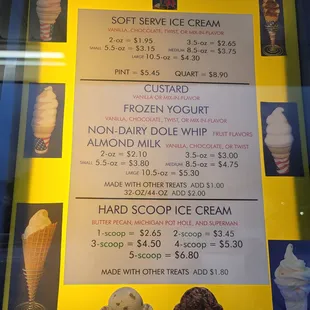 SOFT SERVE ICE CREAM
VANILLA, CHOCOLATE, TWIST, OR MIX-IN-FLAVOR
2-oz = $1.95 3.5-oz = $2.65
SMALL 5.5-oz = $3.15 MEDIUM 8.5-oz = $3.75
LARGE 10.5-oz = $4.30
PINT = $5.45 QUART = $8.90
CUSTARD
VANILLA OR MIX-IN-FLAVOR
FROZEN YOGURT
VANILLA, CHOCOLATE, TWIST, OR MIX-IN-FLAVOR
NON-DAIRY DOLE WHIP FRUIT FLAVORS
ALMOND MILK VANILLA, CHOCOLATE, OR TWIST
2-oz = $2.10 3.5-oz = $3.00
SMALL 5.5-oz = $3.80 MEDIUM 8.5-oz = $4.75
LARGE 10.5-oz = $5.30
MADE WITH OTHER TREATS ADD $1.00
32-OZ/44-OZ ADD $2.00
HARD SCOOP ICE CREAM
BUTTER PECAN, MICHIGAN POT HOLE, AND SUPERMAN
1-scoop = $2.65 2-scoop = $3.45
3-scoop = $4.50 4-scoop = $5.30
5-scoop = $6.80
MADE WITH OTHER TREATS ADD $1.80